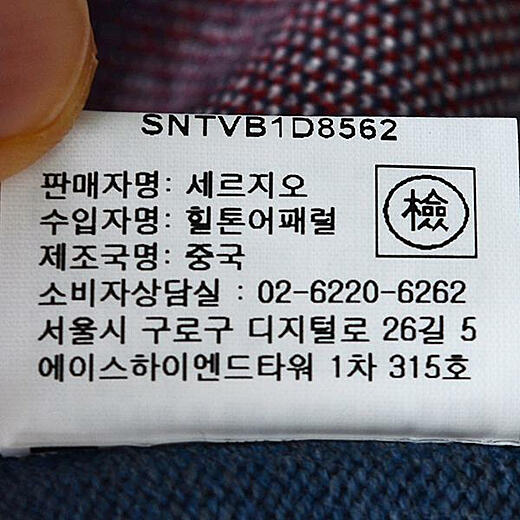 SNTVB1D8562
판매자명: 세르지오
수입자명: 힐튼어패럴
檢
제조국명: 중국
소비자상담실 : 02-6220-6262
서울시 구로구 디지털로 26길 5
에이스하이엔드타워 1차 315호